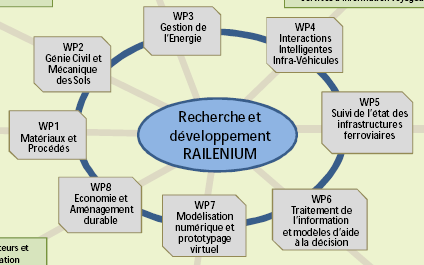 WP3
Gestion de
l'Energie
WP4
Interactions
Intelligentes
Infra-Véhicules
WP2
Génie Civil et
Mécanique
des Sols
WP5
Suivi de l'état des
infrastructures
ferroviaires
Recherche et
développement
RAILENIUM
WP1
Matériaux et
Procédés
WP8
Economie et
Aménagement
durable
WP7
Modélisation
numérique et
prototypage
virtuel
WP6
Traitement de
l'information
et modèles d'aide
à la décision